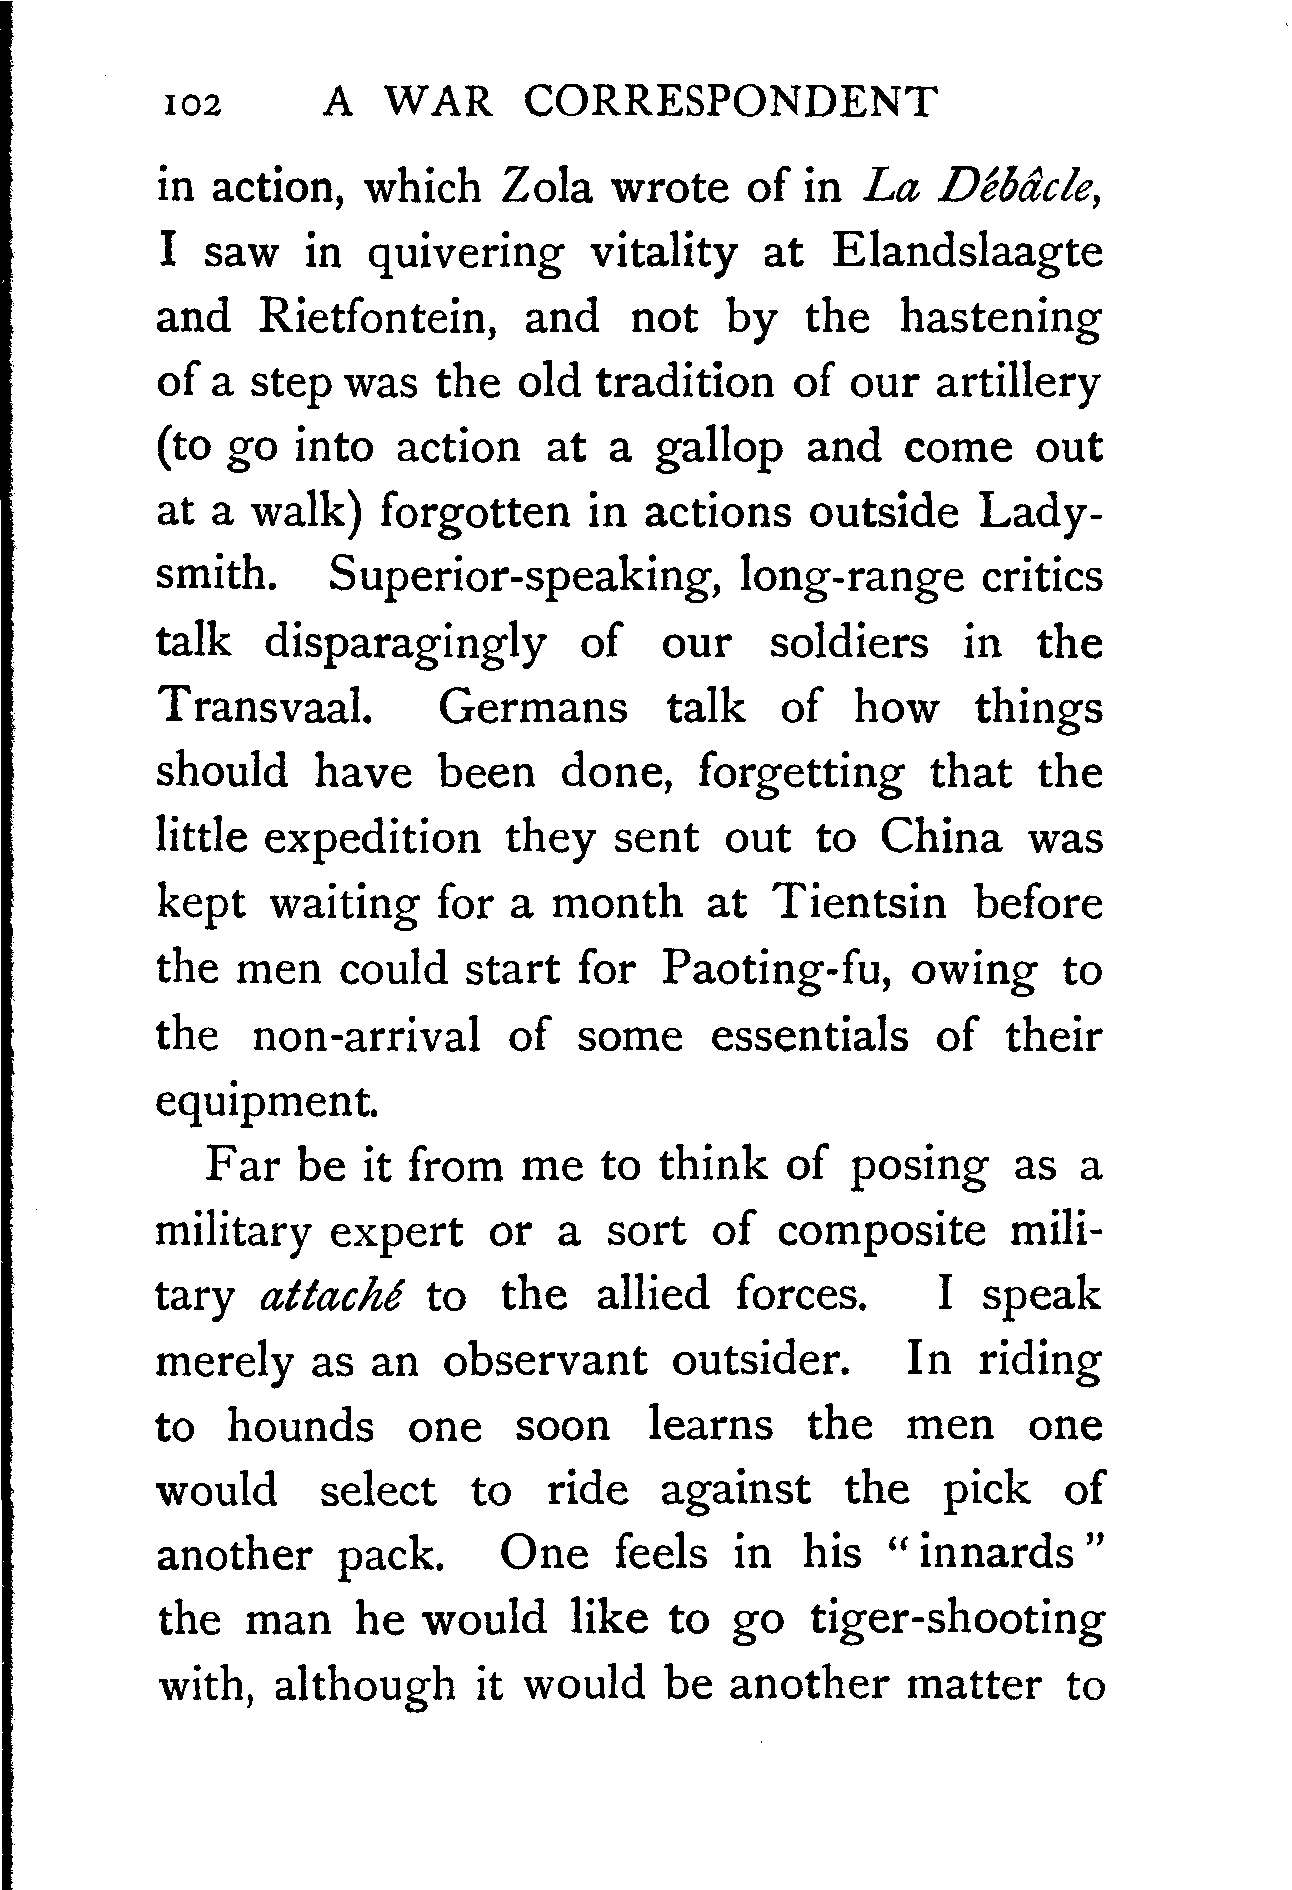 102 A WAR CORRESPONDENT
in action, which Zola wrote of in La Débâcle,
I saw in quivering vitality at Elandslaagte
and Rietfontein, and not by the hastening
of a step was the old tradition of our artillery
(to go into action at a gallop and come out
at a walk) forgotten in actions outside Lady-
smith. Superior-speaking, long-range critics
talk disparagingly of our soldiers in the
Transvaal. Germans talk of how things
should have been done, forgetting that the
little expedition they sent out to China was
kept waiting for a month at Tientsin before
the men could start for Paoting-fu, owing to
the non-arrival of some essentials of their
equipment.
Far be it from me to think of posing as a
military expert or a sort of composite mili-
tary attaché to the allied forces. I speak
merely as an observant outsider. In riding
to hounds one soon learns the men one
would select to ride against the pick of
another pack. One feels in his “innards”
the man he would like to go tiger-shooting
with, although it would be another matter to